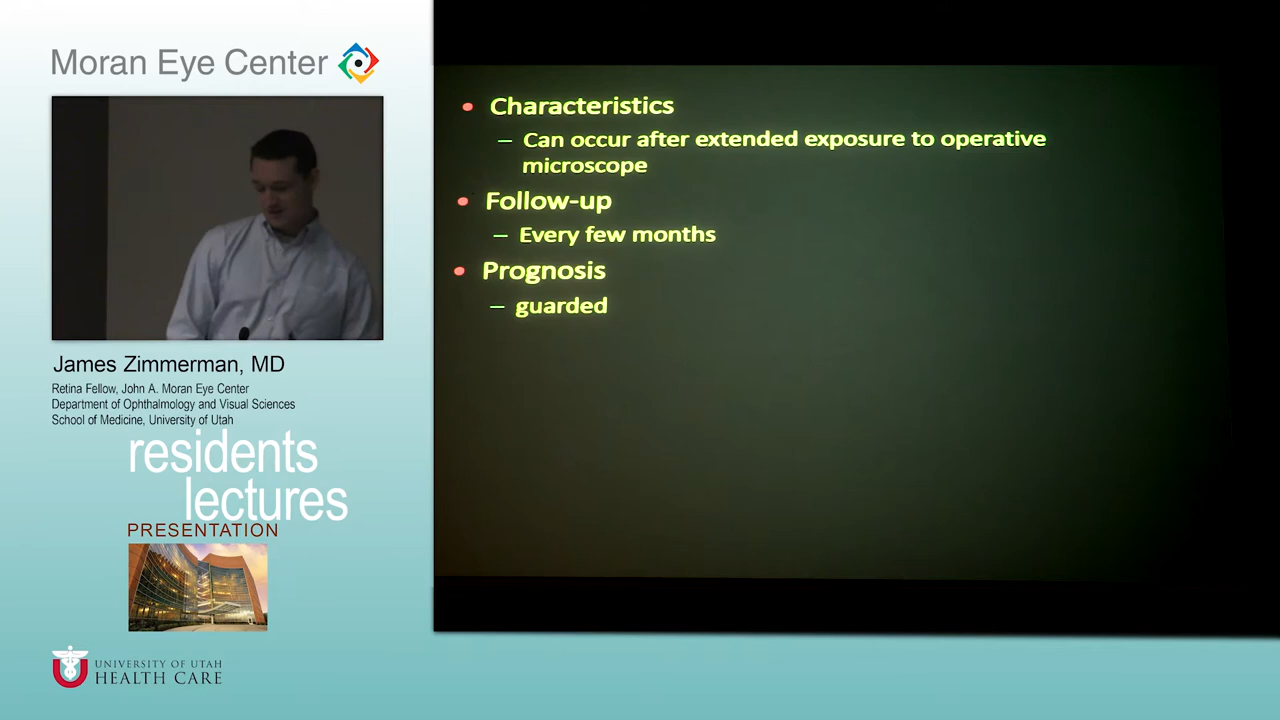 Moran Eye Center
James Zimmerman, MD
Retina Fellow, John A. Moran Eye Center
Department of Ophthalmology and Visual Sciences
School of Medicine, University of Utah
residents
lectures
PRESENTATION
UNIVERSITY OF UTAH
HEALTH CARE
• Characteristics
– Can occur after extended exposure to operative
microscope
• Follow-up
– Every few months
• Prognosis
– guarded